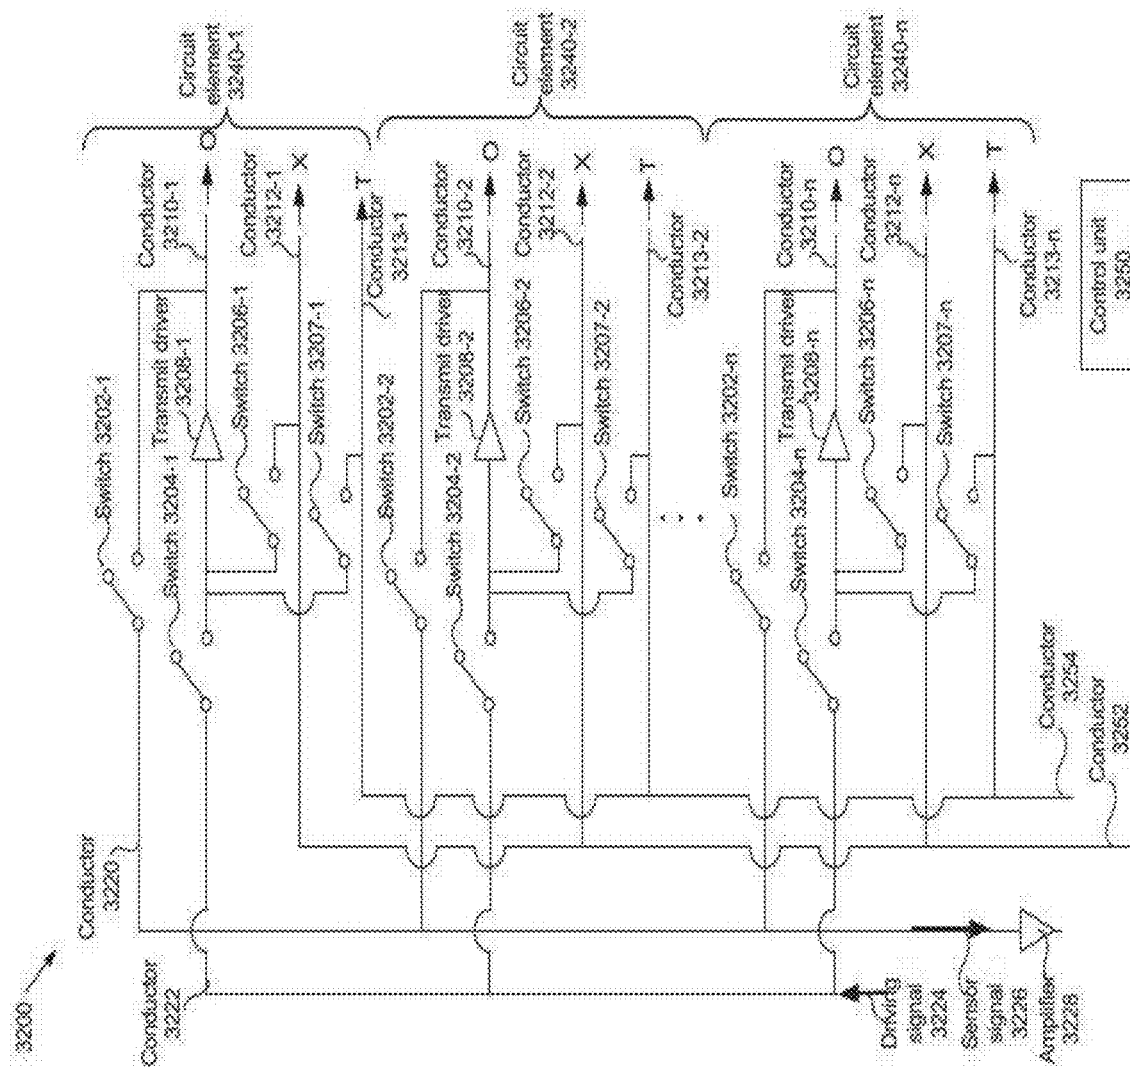 3200
Conductor
3222
Conductor
3220
Driving
signal
3224
Sensor
signal
3226
Amplifier
3228
Conductor
3254
Conductor
3252
Switch 3202-1
Switch 3204-1
Transmit driver
3208-1
Switch 3206-1
Switch 3207-1
Conductor
3210-1
O
Conductor
3212-1
X
T
Conductor
3213-1
Circuit
element
3240-1
Switch 3202-2
Switch 3204-2
Transmit driver
3208-2
Switch 3206-2
Switch 3207-2
Conductor
3210-2
O
Conductor
3212-2
X
T
Conductor
3213-2
Circuit
element
3240-2
Switch 3202-n
Switch 3204-n
Transmit driver
3208-n
Switch 3206-n
Switch 3207-n
Conductor
3210-n
O
Conductor
3212-n
X
T
Conductor
3213-n
Circuit
element
3240-n
Control unit
3250